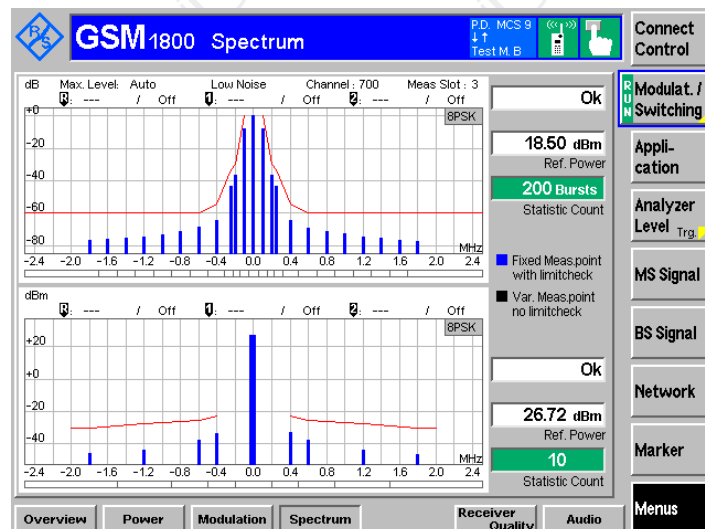 R&S
GSM 1800 Spectrum
P.D. MCS 9
Test M. B
Connect Control
dB Max. Level: Auto Low Noise Channel : 700 Meas Slot : 3
R: --- / Off 1: --- / Off 2: --- / Off
8PSK
+0
-20
-40
-60
-80
MHz
-2.4 -2.0 -1.6 -1.2 -0.8 -0.4 0.0 0.4 0.8 1.2 1.6 2.0 2.4
Ok
18.50 dBm
Ref. Power
200 Bursts
Statistic Count
Fixed Meas.point
with limitcheck
Var. Meas.point
no limitcheck
dBm
R: --- / Off 1: --- / Off 2: --- / Off
8PSK
+20
+0
-20
-40
MHz
-2.4 -2.0 -1.6 -1.2 -0.8 -0.4 0.0 0.4 0.8 1.2 1.6 2.0 2.4
Ok
26.72 dBm
Ref. Power
10
Statistic Count
RUN
Modulat. /
Switching
Appli-
cation
Analyzer
Level Trg.
MS Signal
BS Signal
Network
Marker
Menus
Overview Power Modulation Spectrum Receiver Quality Audio